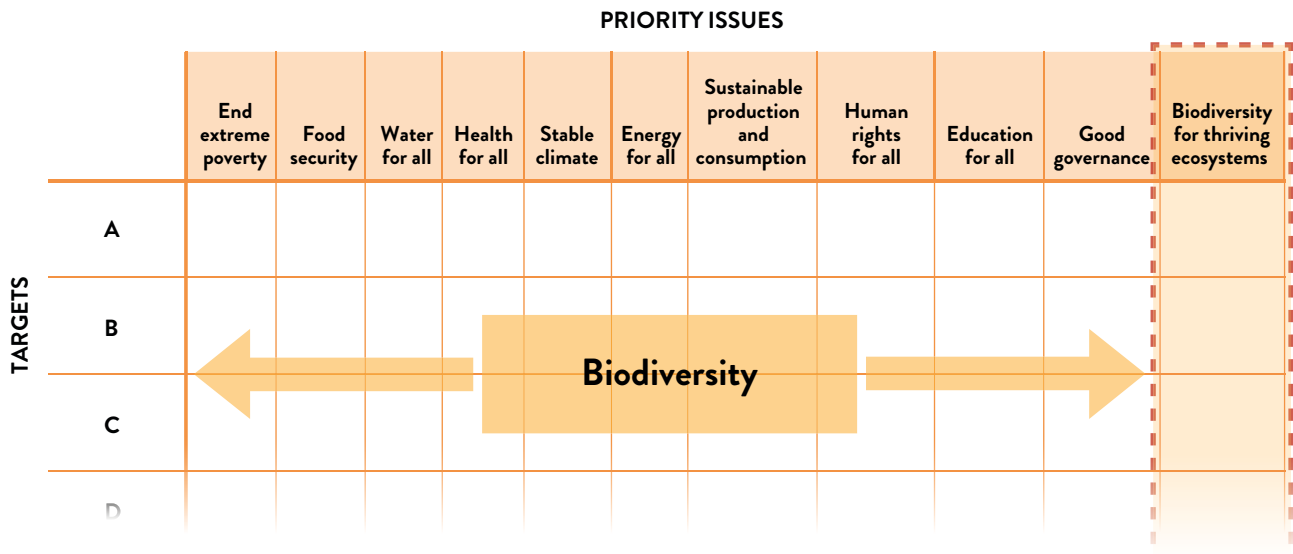 PRIORITY ISSUES
End
extreme
poverty
Food
security
Water
for all
Health
for all
Stable
climate
Energy
for all
Sustainable
production
and
consumption
Human
rights
for all
Education
for all
Good
governance
Biodiversity
for thriving
ecosystems
TARGETS
A
B
Biodiversity
C
D